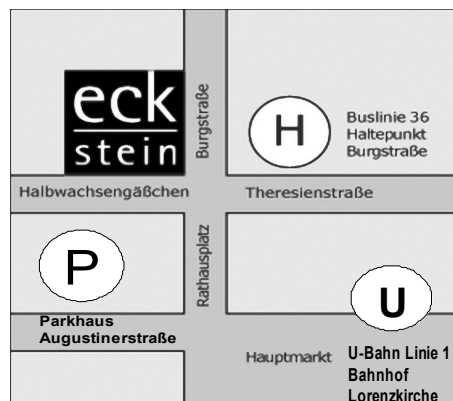 eck
stein
Burgstraße
H
Buslinie 36
Haltepunkt
Burgstraße
Halbwachsengäßchen
Theresienstraße
P
Rathausplatz
U
Parkhaus
Augustinerstraße
Hauptmarkt
U-Bahn Linie 1
Bahnhof
Lorenzkirche